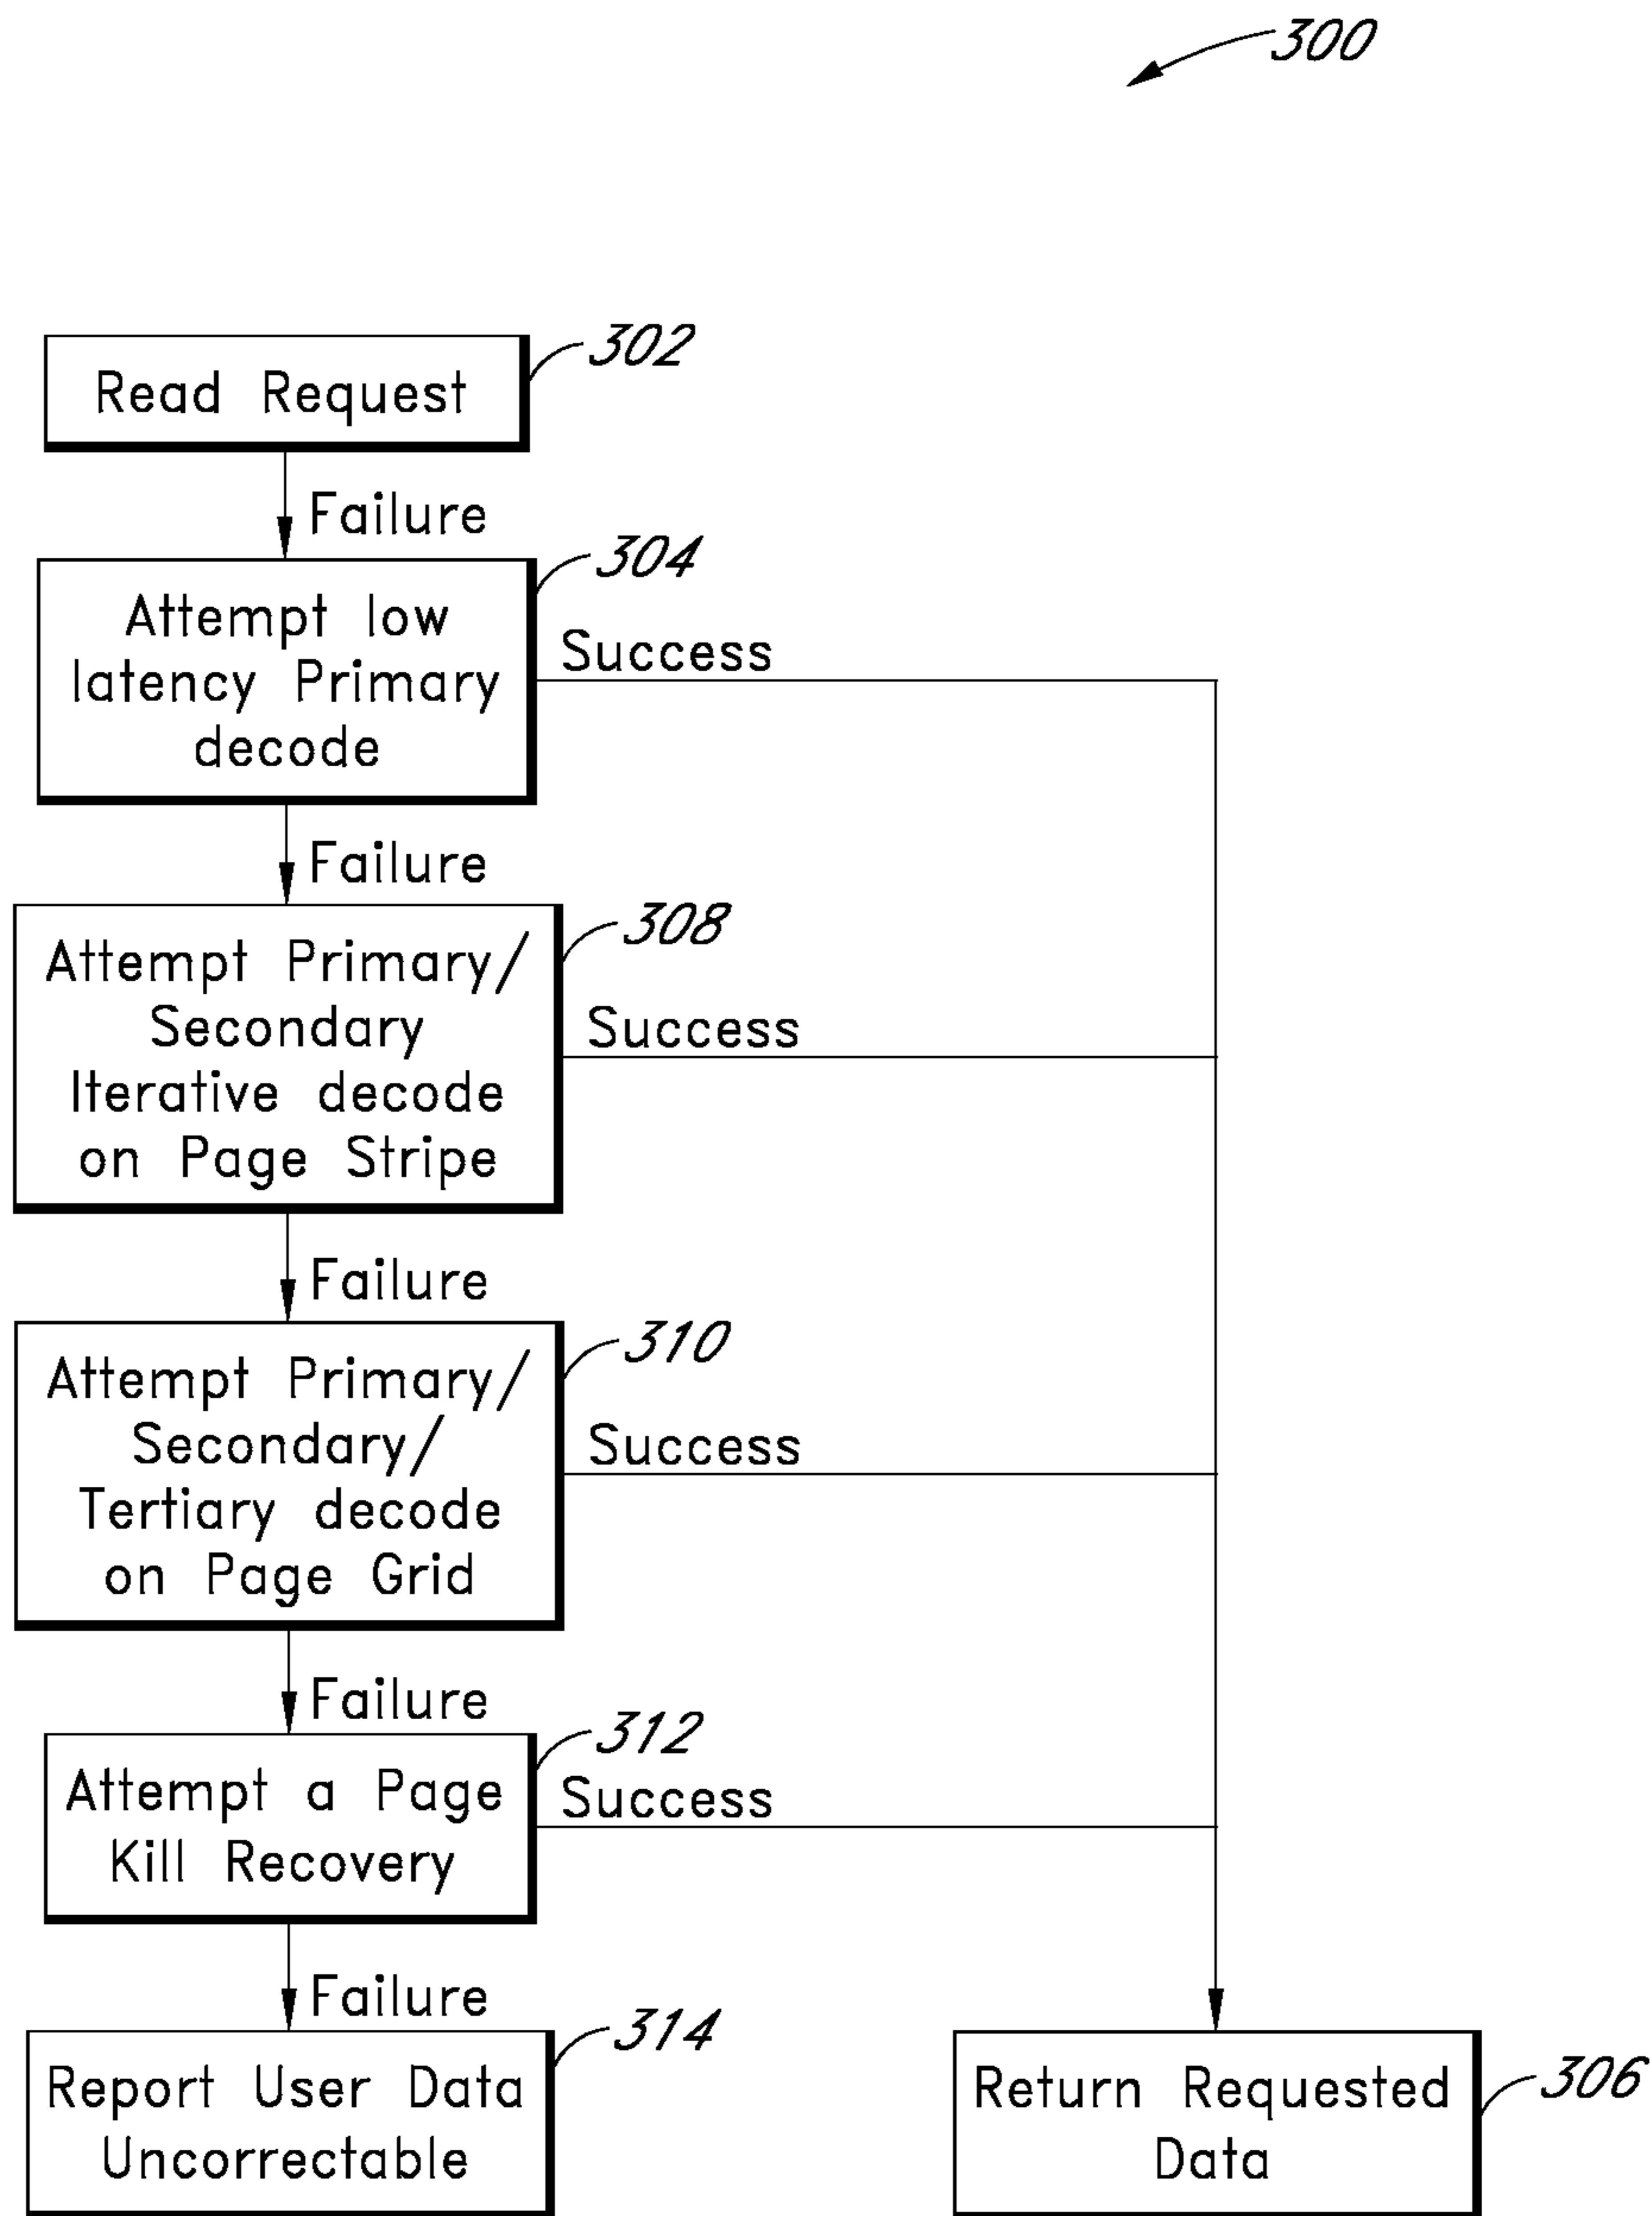 300
Read Request
302
Failure
Attempt low
latency Primary
decode
304
Success
Failure
Attempt Primary/
Secondary
Iterative decode
on Page Stripe
308
Success
Failure
Attempt Primary/
Secondary/
Tertiary decode
on Page Grid
310
Success
Failure
Attempt a Page
Kill Recovery
312
Success
Failure
Report User Data
Uncorrectable
314
Return Requested
Data
306